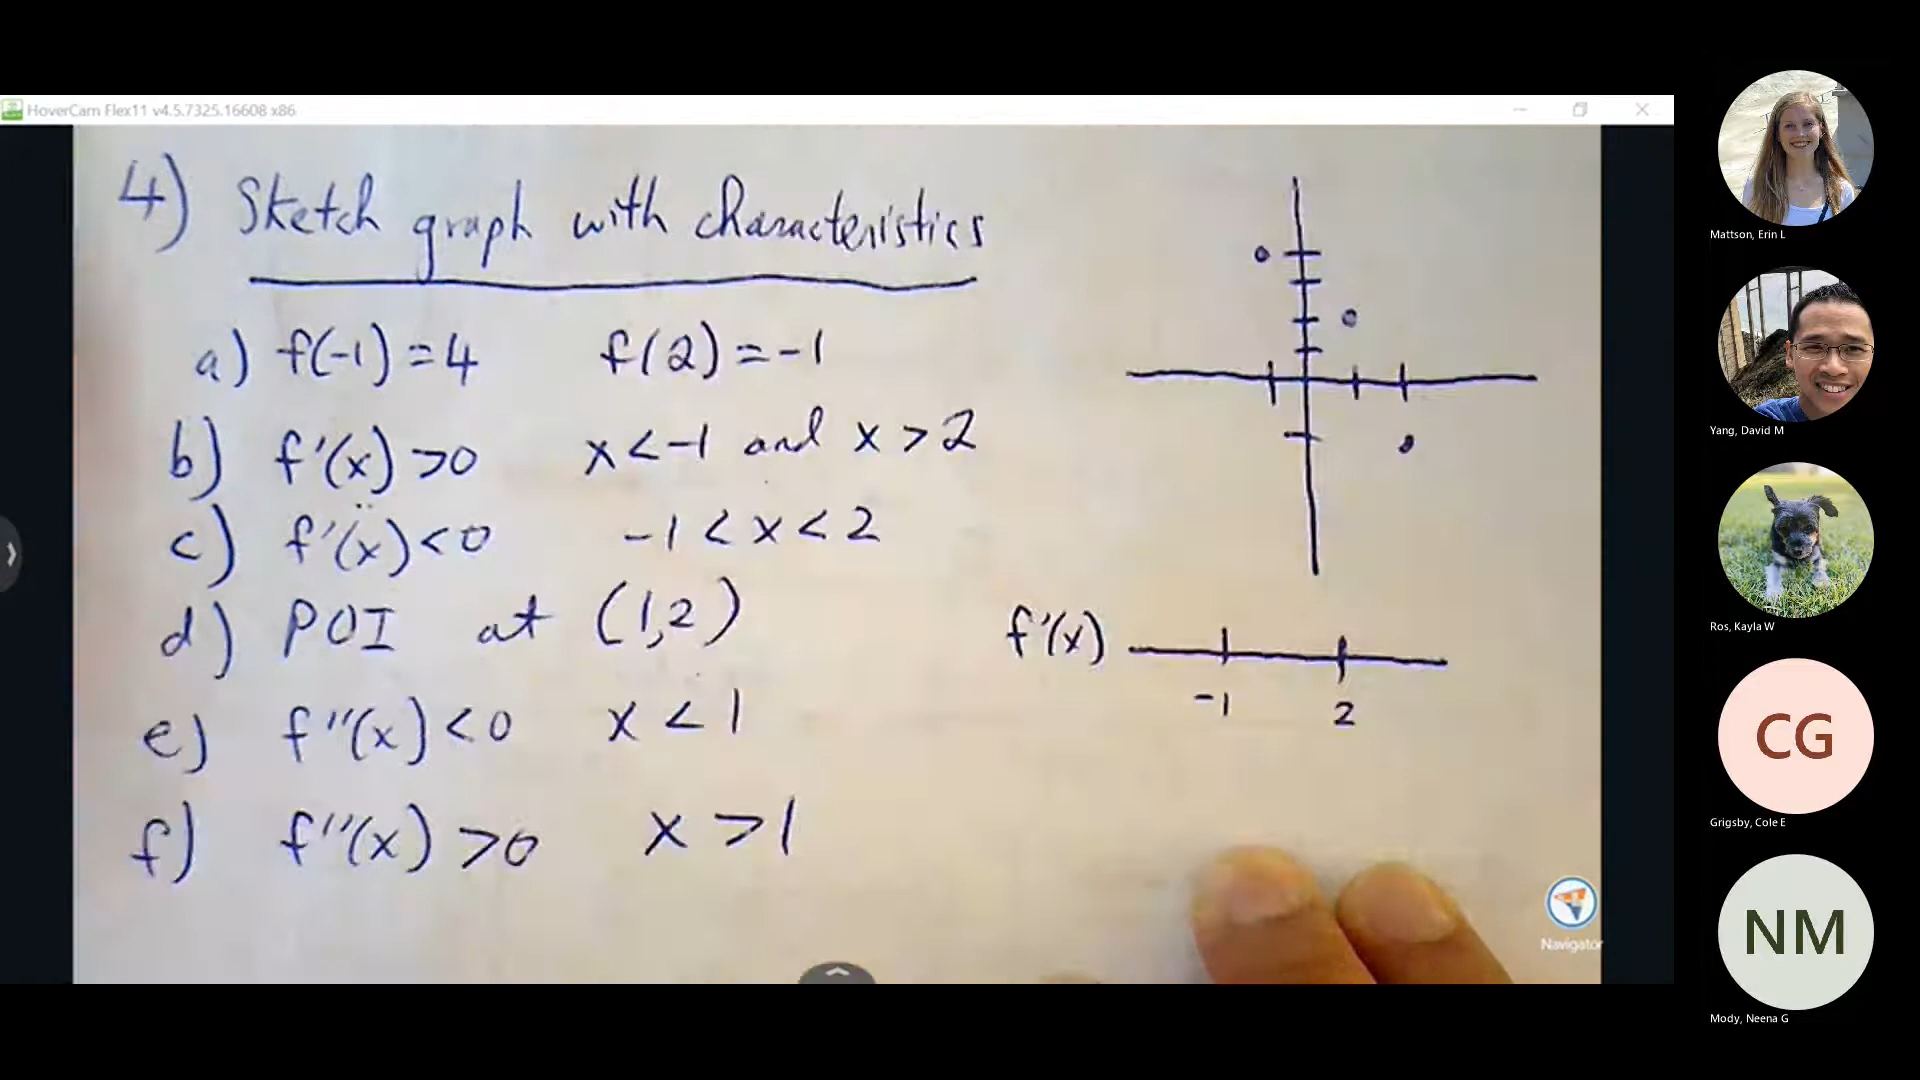 HoverCam Flex11 v4.5.7325.16608 x86
4) Sketch graph with characteristics
a) f(-1) = 4 f(2) = -1
b) f'(x) > 0 x < -1 and x > 2
c) f'(x) < 0 -1 < x < 2
d) POI at (1,2)
e) f''(x) < 0 x < 1
f) f''(x) > 0 x > 1
f'(x)
-1 2
Navigator
Mattson, Erin L
Yang, David M
Ros, Kayla W
CG
Grigsby, Cole E
NM
Mody, Neena G